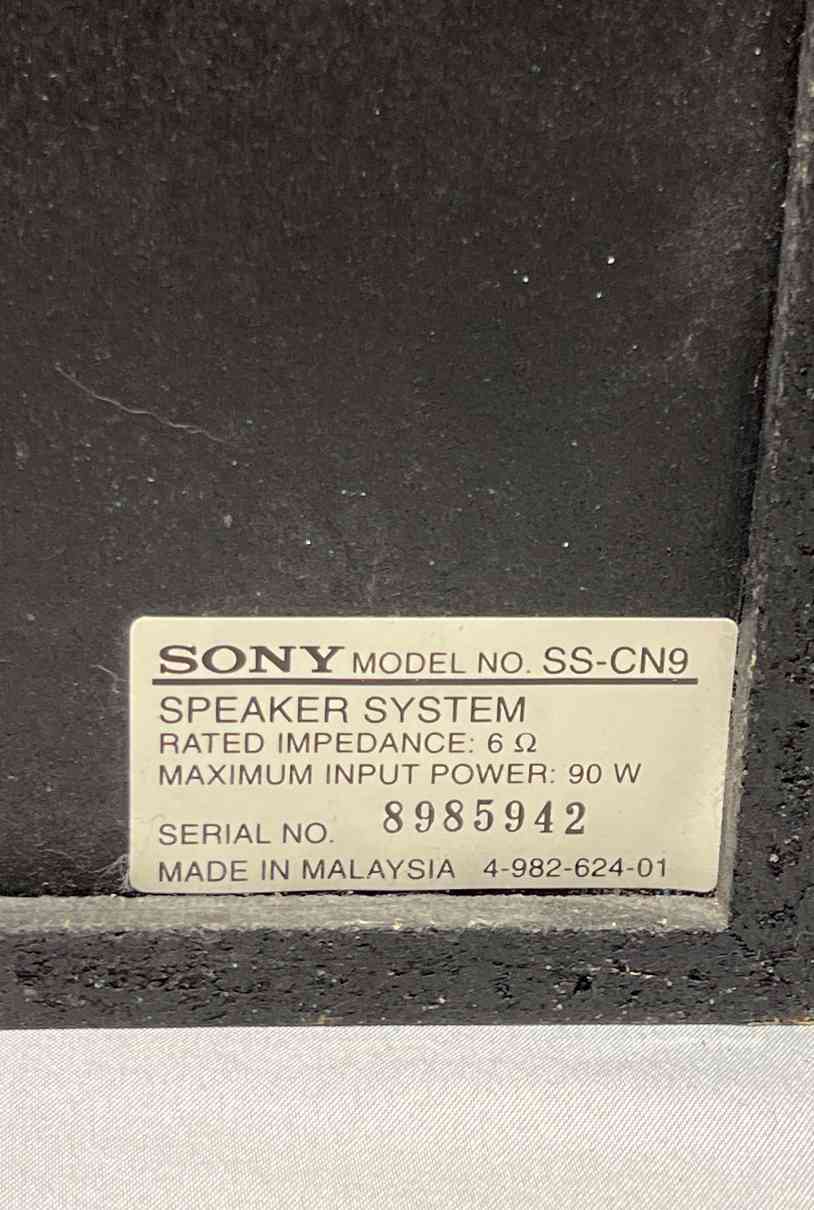 SONY MODEL NO. SS-CN9
SPEAKER SYSTEM
RATED IMPEDANCE: 6 Ω
MAXIMUM INPUT POWER: 90 W
SERIAL NO. 8985942
MADE IN MALAYSIA 4-982-624-01